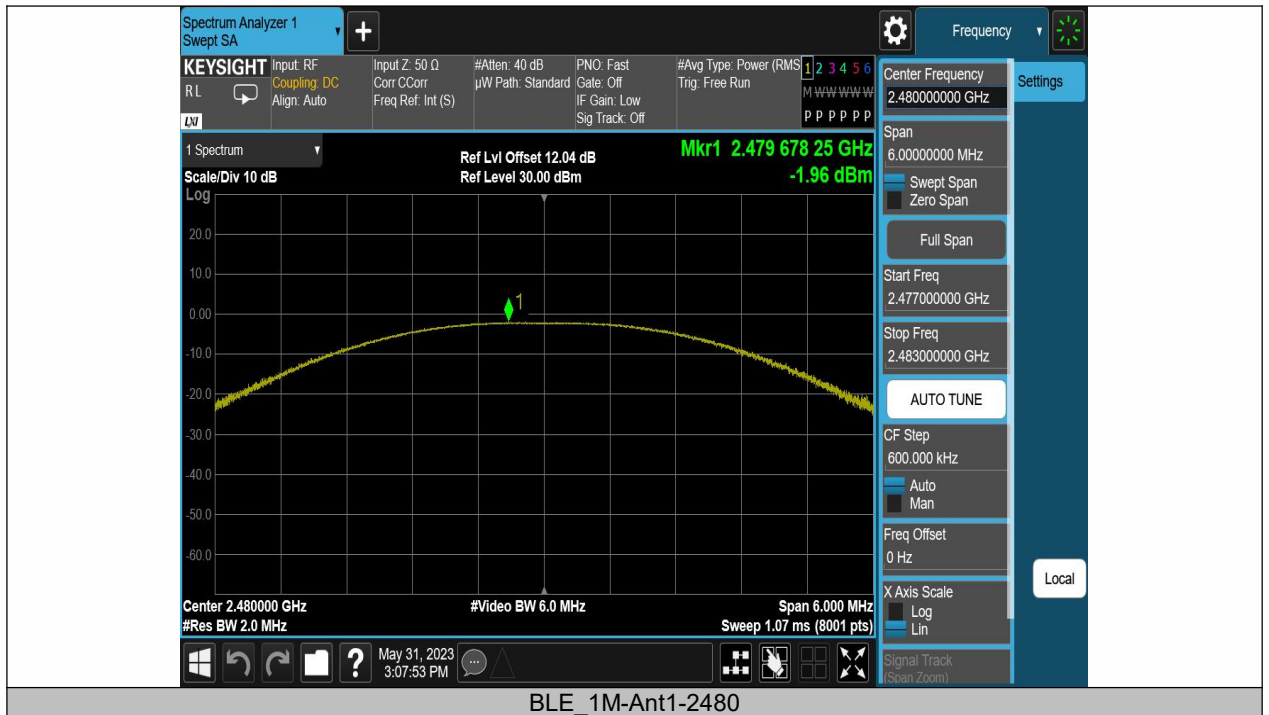 Spectrum Analyzer 1
Swept SA
+
Frequency
KEYSIGHT
RL
LXI
Input: RF
Coupling: DC
Align: Auto
Input Z: 50 Ω
Corr CCorr
Freq Ref: Int (S)
#Atten: 40 dB
µW Path: Standard
PNO: Fast
Gate: Off
IF Gain: Low
Sig Track: Off
#Avg Type: Power (RMS
Trig: Free Run
1 2 3 4 5 6
M W W W W W
P P P P P P
1 Spectrum
Scale/Div 10 dB
Log
Ref Lvl Offset 12.04 dB
Ref Level 30.00 dBm
Mkr1 2.479 678 25 GHz
-1.96 dBm
20.0
10.0
0.00
-10.0
-20.0
-30.0
-40.0
-50.0
-60.0
1
Center 2.480000 GHz
#Res BW 2.0 MHz
#Video BW 6.0 MHz
Span 6.000 MHz
Sweep 1.07 ms (8001 pts)
?
May 31, 2023
3:07:53 PM
Center Frequency
2.480000000 GHz
Span
6.00000000 MHz
Swept Span
Zero Span
Full Span
Start Freq
2.477000000 GHz
Stop Freq
2.483000000 GHz
AUTO TUNE
CF Step
600.000 kHz
Auto
Man
Freq Offset
0 Hz
X Axis Scale
Log
Lin
Signal Track
(Span Zoom)
Settings
Local
BLE_1M-Ant1-2480